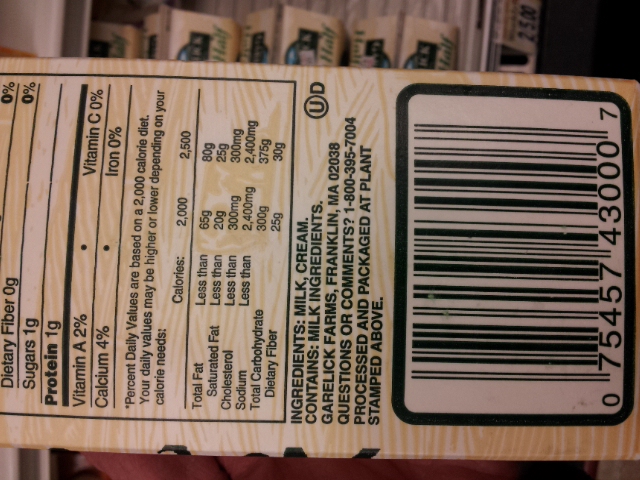 Dietary Fiber 0g 0%
Sugars 1g 0%
Protein 1g
Vitamin A 2% • Vitamin C 0%
Calcium 4% • Iron 0%
*Percent Daily Values are based on a 2,000 calorie diet.
Your daily values may be higher or lower depending on your
calorie needs:
Calories: 2,000 2,500
Total Fat Less than 65g 80g
Saturated Fat Less than 20g 25g
Cholesterol Less than 300mg 300mg
Sodium Less than 2,400mg 2,400mg
Total Carbohydrate 300g 375g
Dietary Fiber 25g 30g
INGREDIENTS: MILK, CREAM.
CONTAINS: MILK INGREDIENTS.
GARELICK FARMS, FRANKLIN, MA 02038
QUESTIONS OR COMMENTS? 1-800-395-7004
PROCESSED AND PACKAGED AT PLANT
STAMPED ABOVE.
U D
0 75457 43000 7
Half
Half